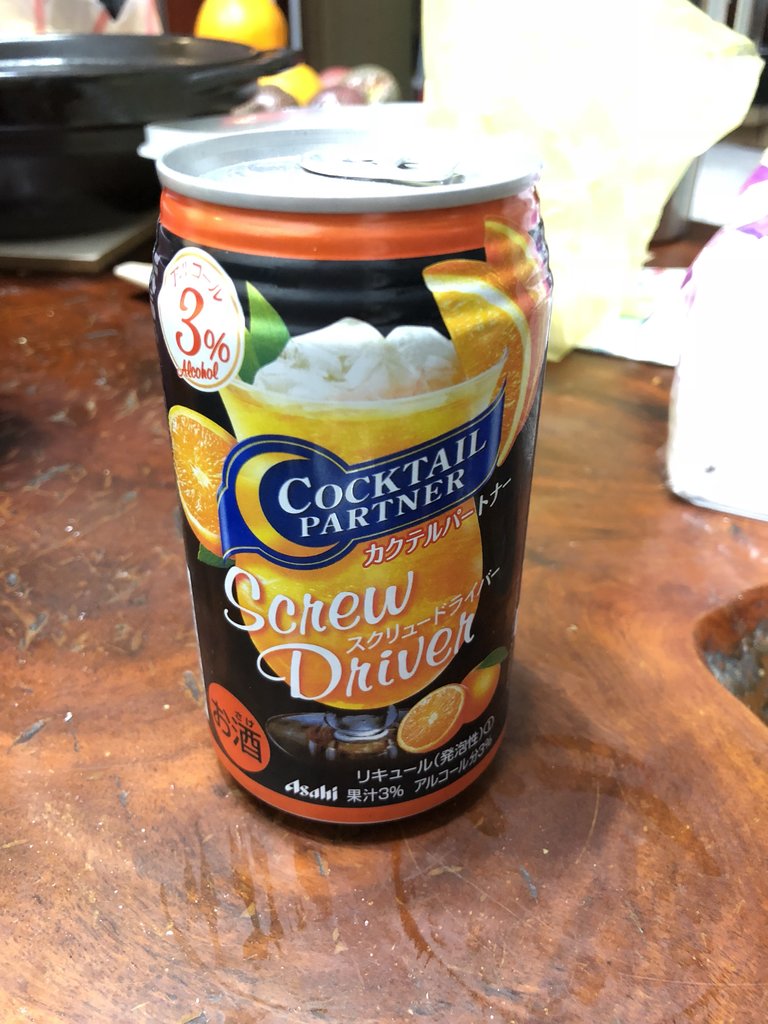 アルコール
3%
Alcohol
COCKTAIL
PARTNER
カクテルパートナー
Screw
スクリュードライバー
Driver
さけ
お酒
リキュール(発泡性)①
Asahi 果汁3% アルコール分3%